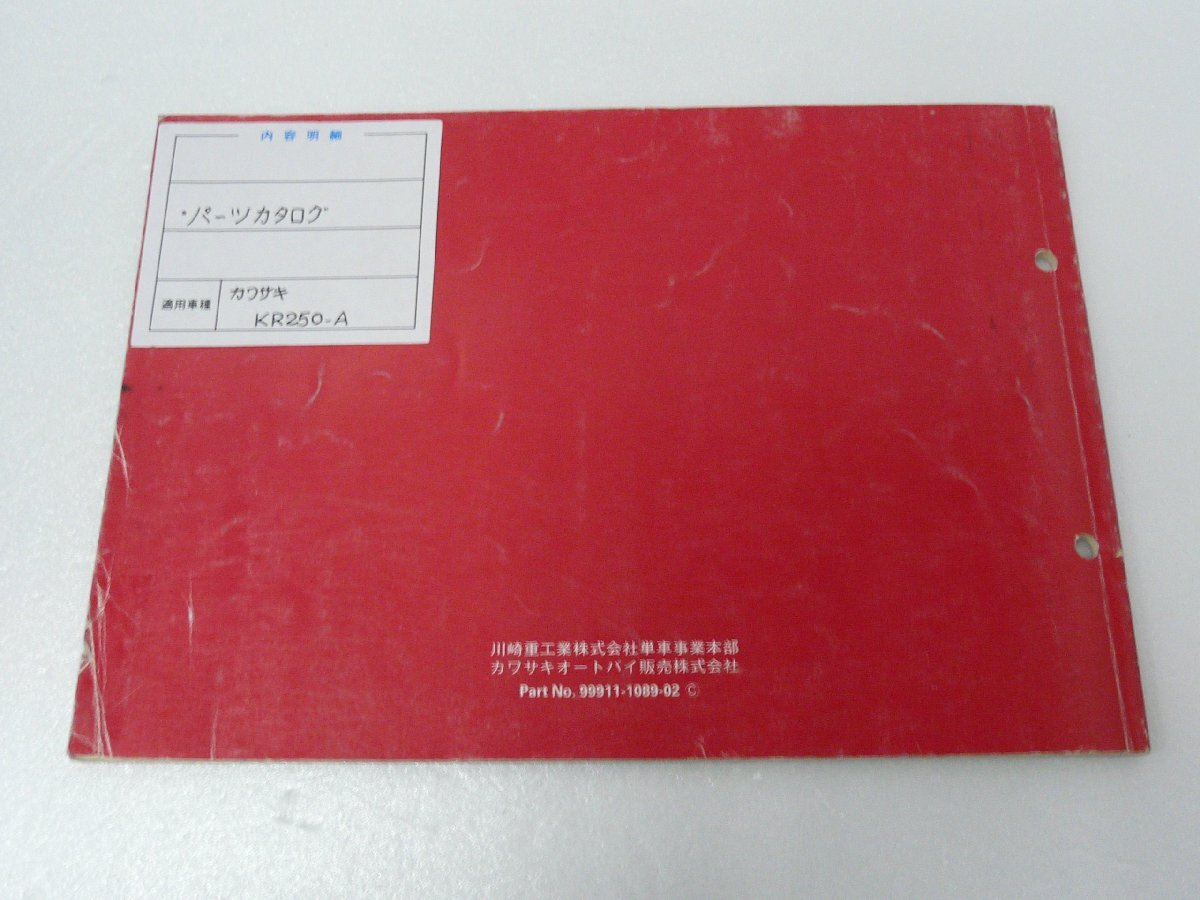 内容明細
・パーツカタログ
適用車種
カワサキ
KR250-A
川崎重工業株式会社単車事業本部
カワサキオートバイ販売株式会社
Part No. 99911-1089-02 Ⓒ